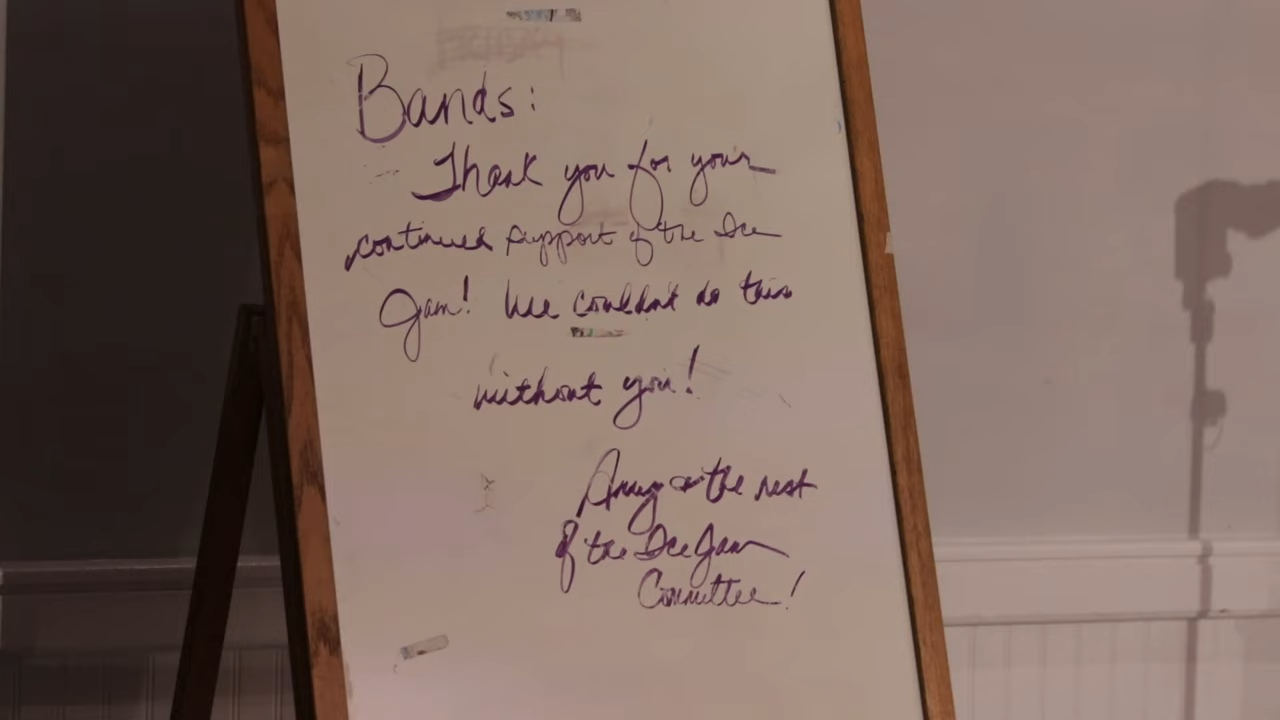 Bands:
Thank you for your
continued support of the Ice
Jam! We couldn't do this
without you!
Amy & the rest
of the Ice Jam
Committee!